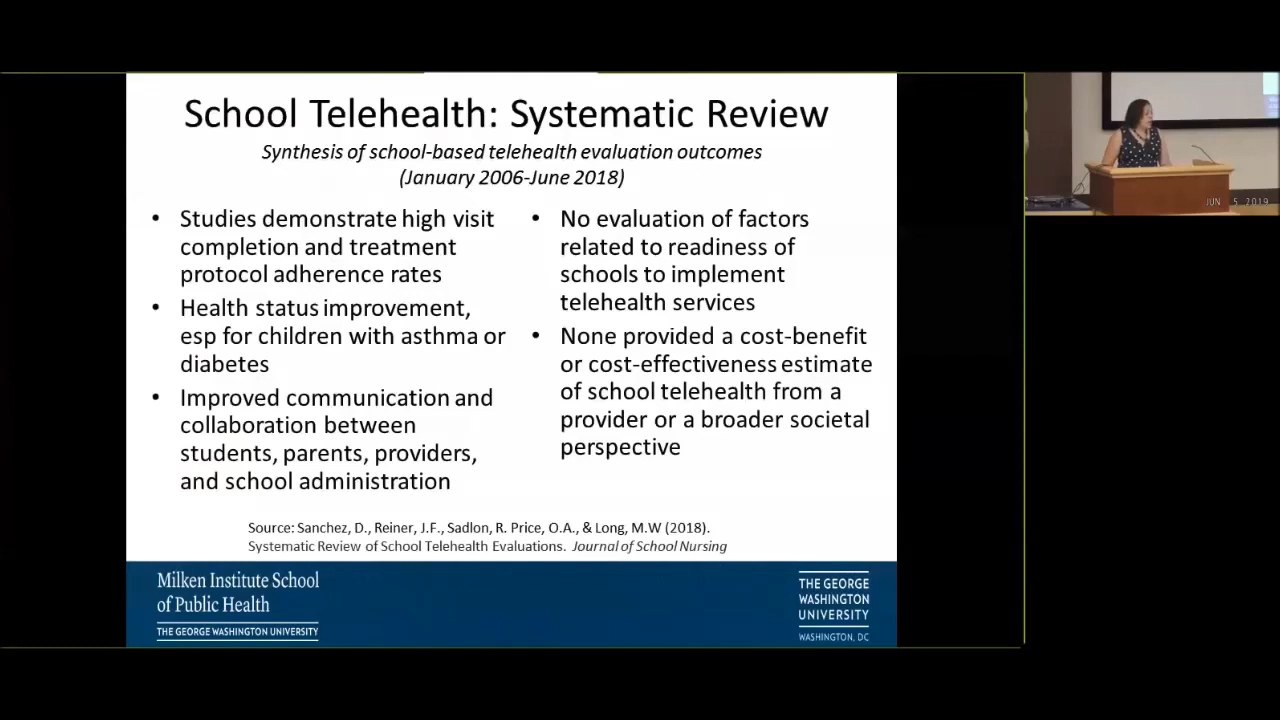 School Telehealth: Systematic Review
Synthesis of school-based telehealth evaluation outcomes
(January 2006-June 2018)
• Studies demonstrate high visit
completion and treatment
protocol adherence rates
• Health status improvement,
esp for children with asthma or
diabetes
• Improved communication and
collaboration between
students, parents, providers,
and school administration
• No evaluation of factors
related to readiness of
schools to implement
telehealth services
• None provided a cost-benefit
or cost-effectiveness estimate
of school telehealth from a
provider or a broader societal
perspective
Source: Sanchez, D., Reiner, J.F., Sadlon, R. Price, O.A., & Long, M.W (2018).
Systematic Review of School Telehealth Evaluations. Journal of School Nursing
Milken Institute School
of Public Health
THE GEORGE WASHINGTON UNIVERSITY
THE GEORGE
WASHINGTON
UNIVERSITY
WASHINGTON, DC
JUN 5 2019